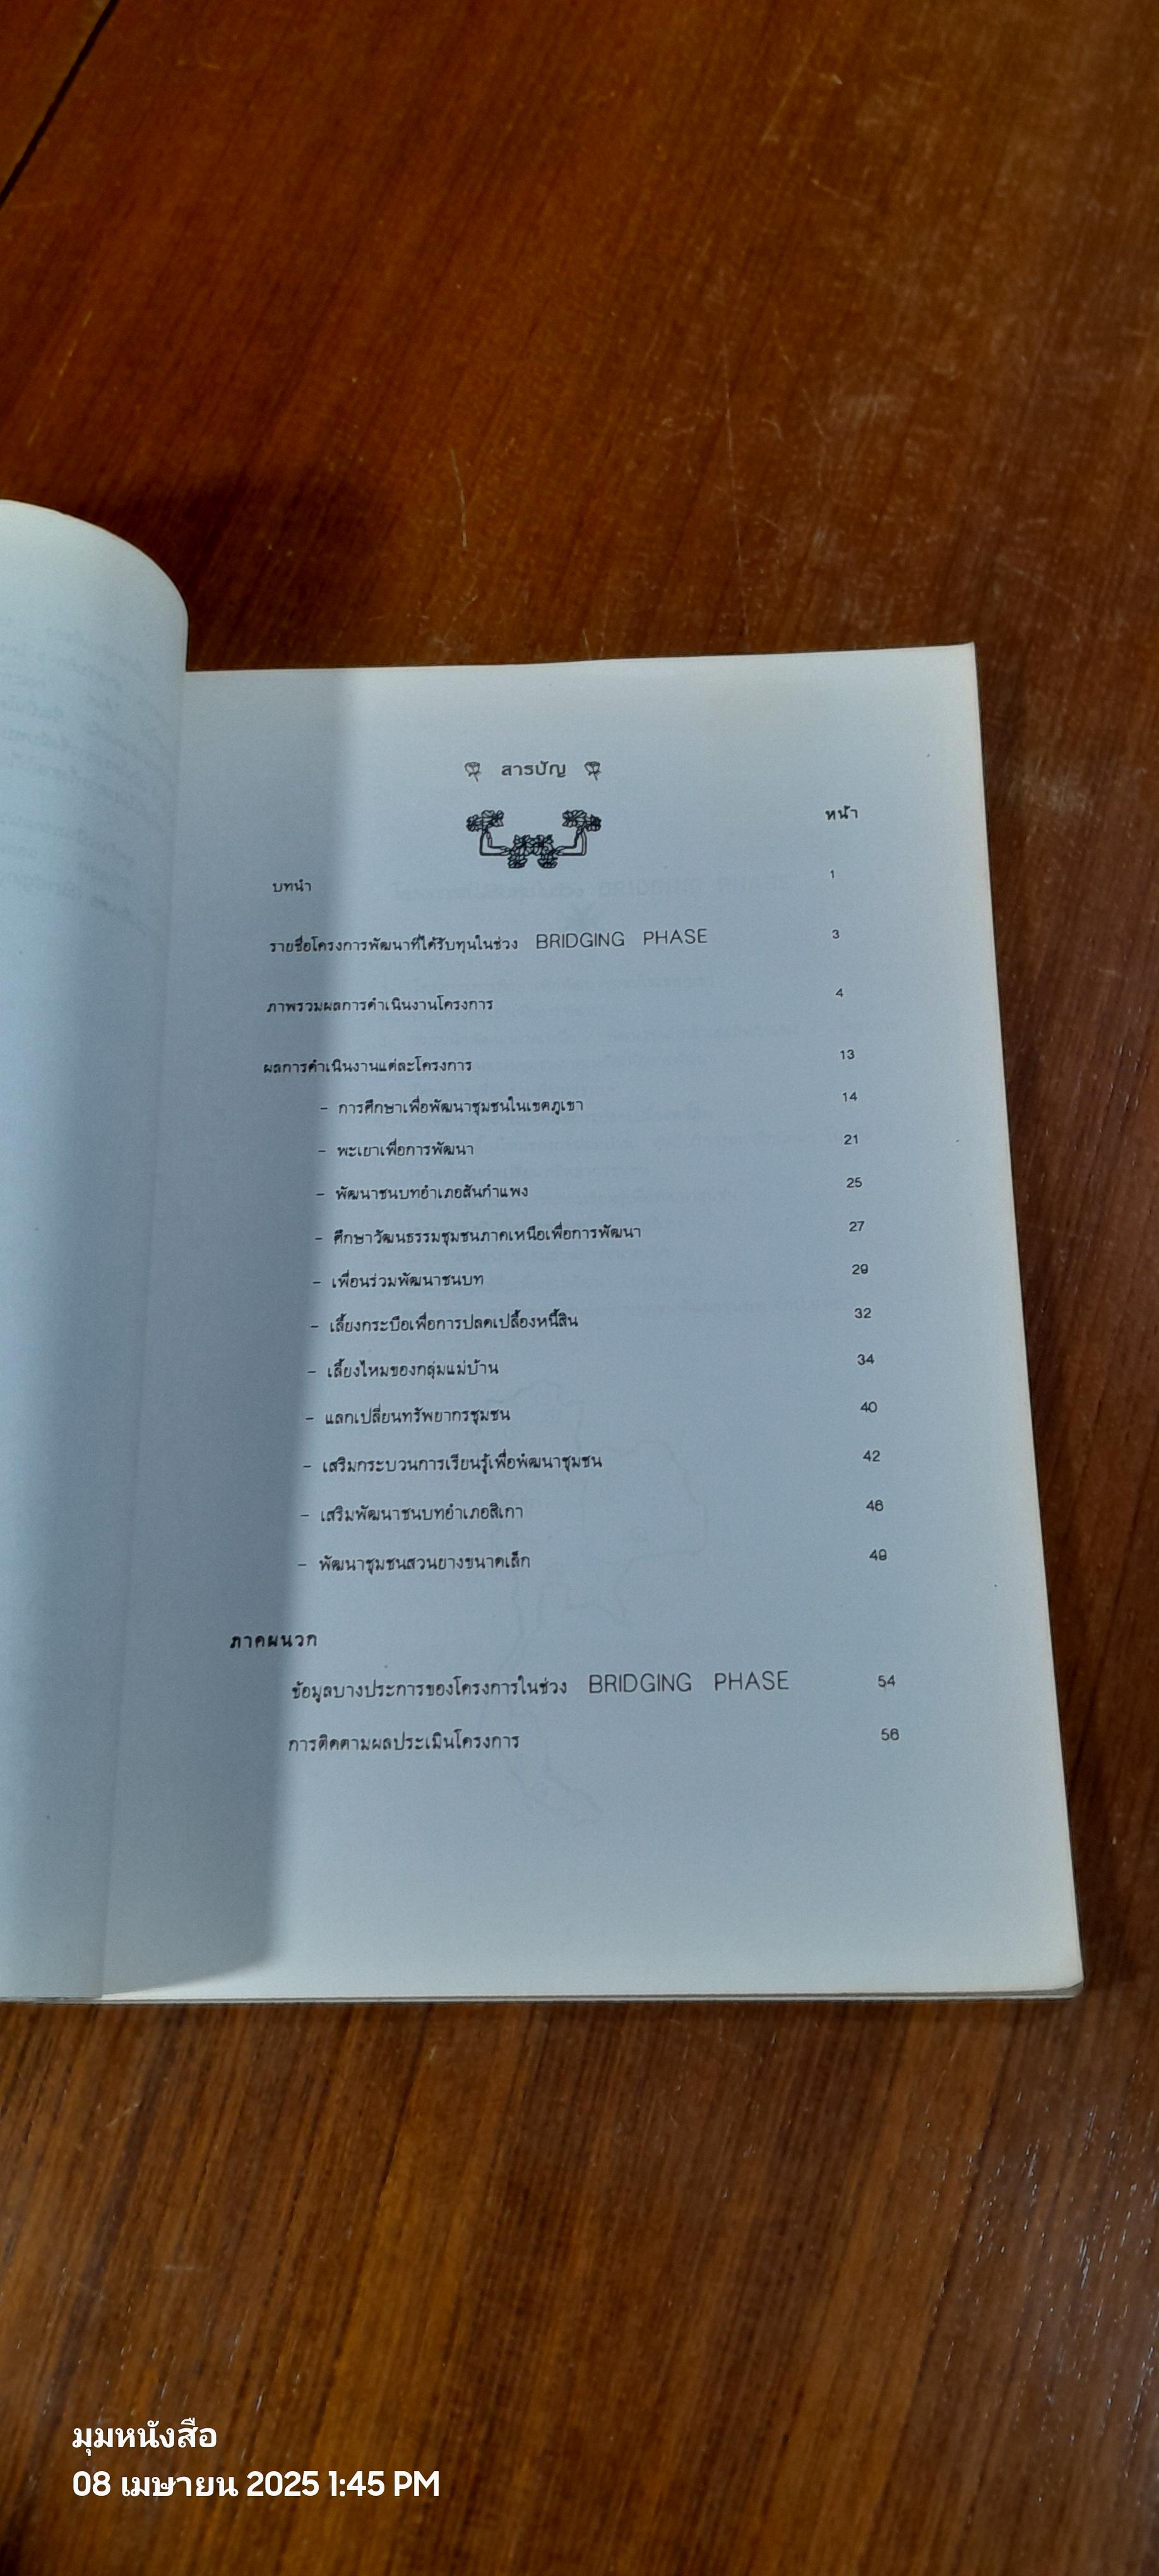 สารบัญ
หน้า
บทนำ 1
รายชื่อโครงการพัฒนาที่ได้รับทุนในช่วง BRIDGING PHASE 3
ภาพรวมผลการดำเนินงานโครงการ 4
ผลการดำเนินงานแต่ละโครงการ 13
- การศึกษาเพื่อพัฒนาชุมชนในเขตภูเขา 14
- พะเยาเพื่อการพัฒนา 21
- พัฒนาชนบทอำเภอสันกำแพง 25
- ศึกษาวัฒนธรรมชุมชนภาคเหนือเพื่อการพัฒนา 27
- เพื่อนร่วมพัฒนาชนบท 29
- เลี้ยงกระบือเพื่อการปลดเปลื้องหนี้สิน 32
- เลี้ยงไหมของกลุ่มแม่บ้าน 34
- แลกเปลี่ยนทรัพยากรชุมชน 40
- เสริมกระบวนการเรียนรู้เพื่อพัฒนาชุมชน 42
- เสริมพัฒนาชนบทอำเภอสิเกา 46
- พัฒนาชุมชนสวนยางขนาดเล็ก 49
ภาคผนวก
ข้อมูลบางประการของโครงการในช่วง BRIDGING PHASE 54
การติดตามผลประเมินโครงการ 56
มุมหนังสือ
08 เมษายน 2025 1:45 PM